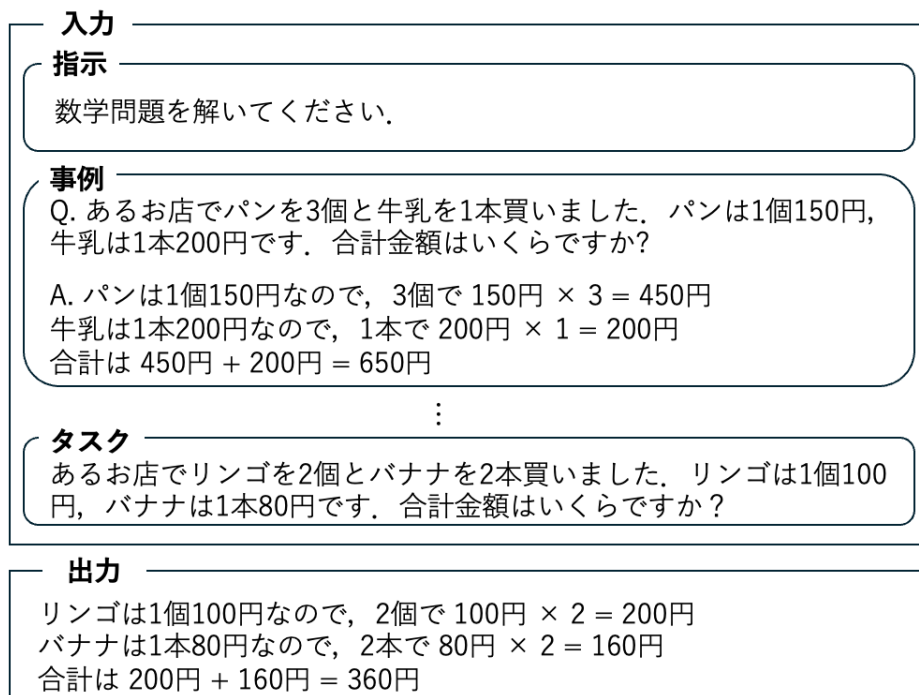 入力
指示
数学問題を解いてください．
事例
Q. あるお店でパンを3個と牛乳を1本買いました．パンは1個150円，
牛乳は1本200円です．合計金額はいくらですか?
A. パンは1個150円なので，3個で 150円 × 3 = 450円
牛乳は1本200円なので，1本で 200円 × 1 = 200円
合計は 450円 + 200円 = 650円
⋮
タスク
あるお店でリンゴを2個とバナナを2本買いました．リンゴは1個100
円，バナナは1本80円です．合計金額はいくらですか？
出力
リンゴは1個100円なので，2個で 100円 × 2 = 200円
バナナは1本80円なので，2本で 80円 × 2 = 160円
合計は 200円 + 160円 = 360円